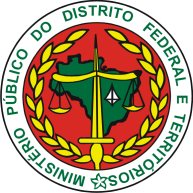 MINISTÉRIO PÚBLICO DO DISTRITO FEDERAL E TERRITÓRIOS